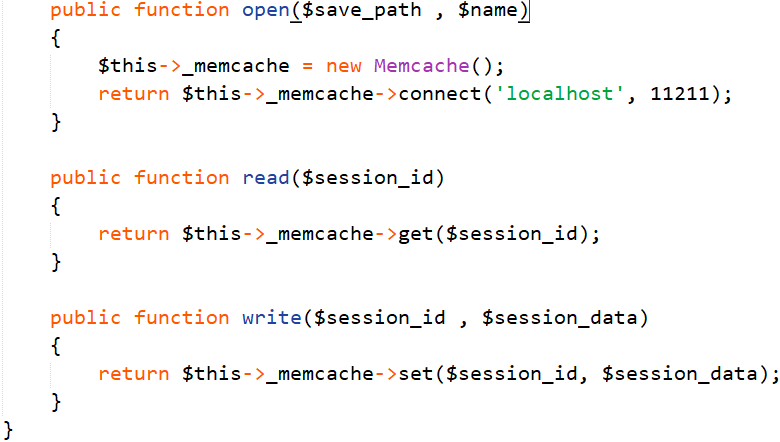 public function open($save_path , $name)
{
$this->_memcache = new Memcache();
return $this->_memcache->connect('localhost', 11211);
}
public function read($session_id)
{
return $this->_memcache->get($session_id);
}
public function write($session_id , $session_data)
{
return $this->_memcache->set($session_id, $session_data);
}
}